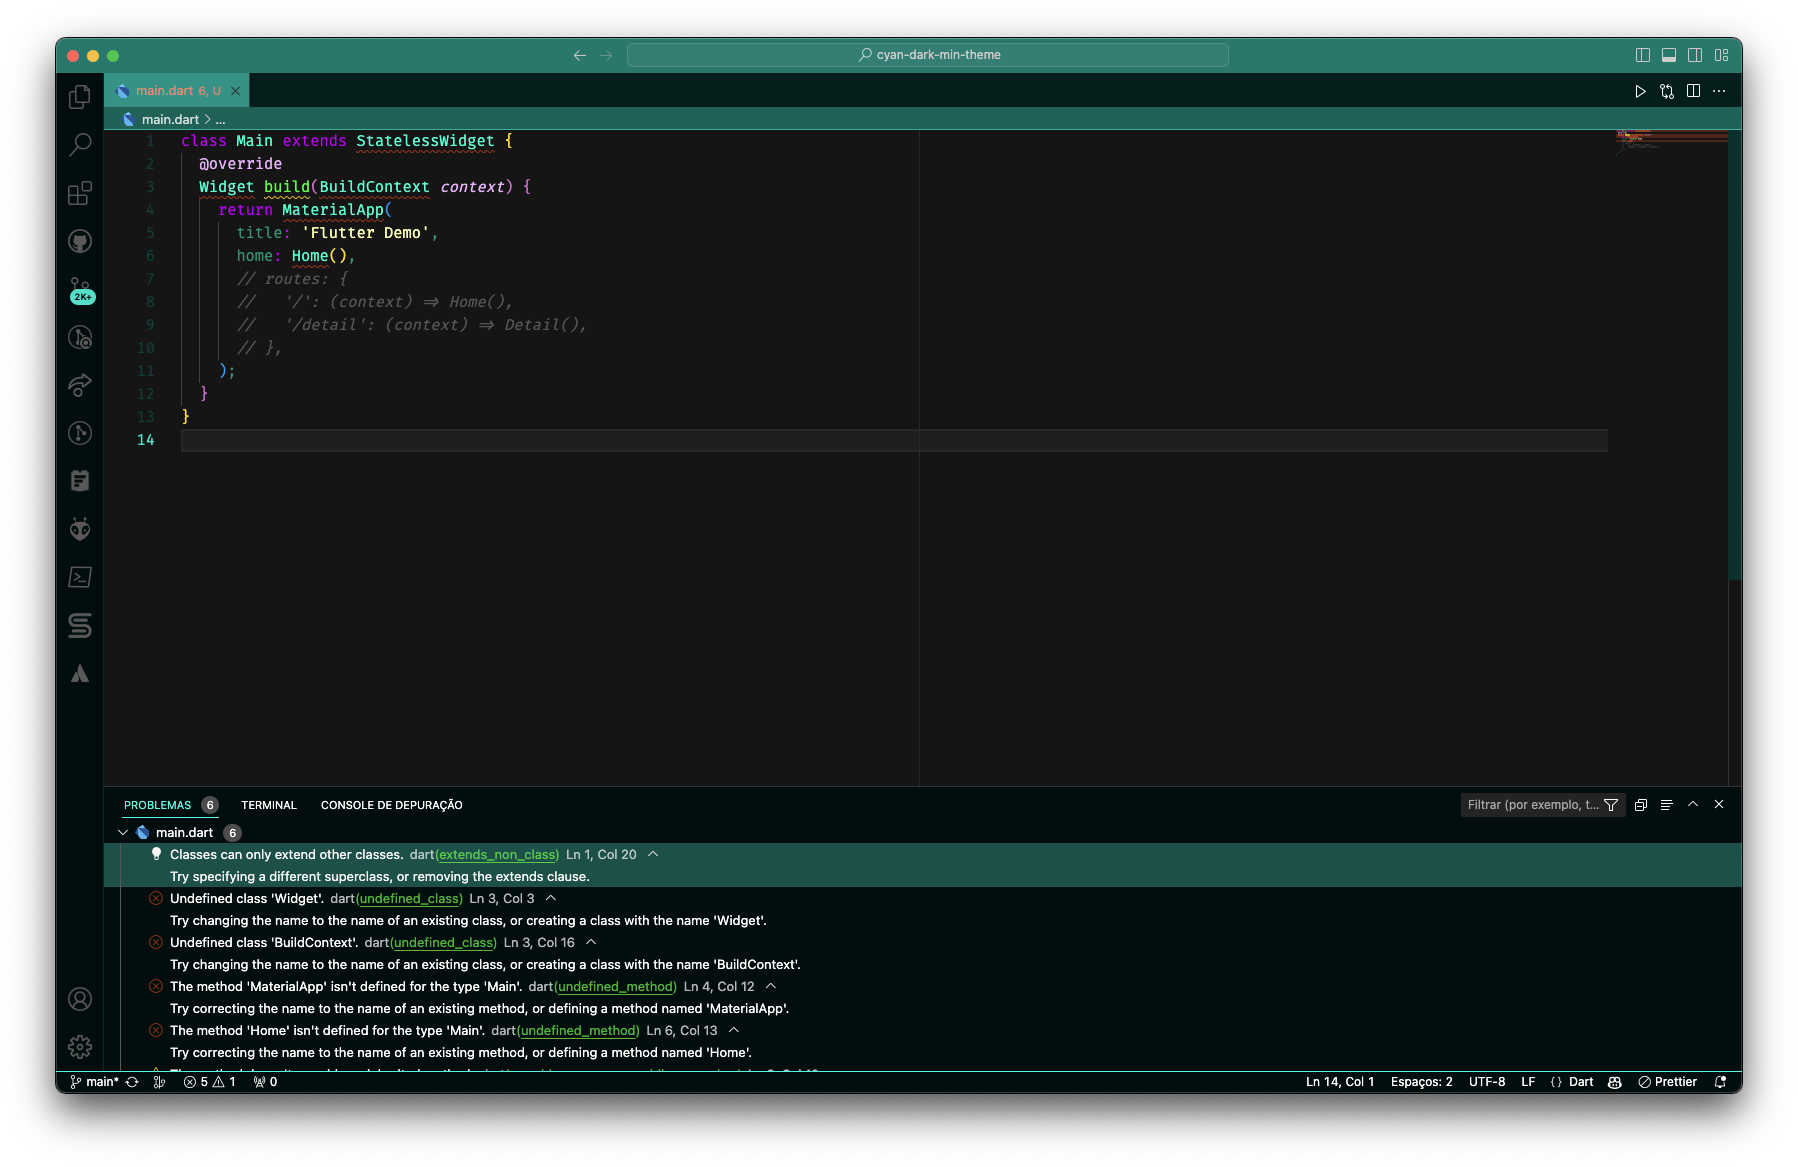 cyan-dark-min-theme
main.dart 6, U
main.dart > ...
1 class Main extends StatelessWidget {
2 @override
3 Widget build(BuildContext context) {
4 return MaterialApp(
5 title: 'Flutter Demo',
6 home: Home(),
7 // routes: {
8 // '/': (context) => Home(),
9 // '/detail': (context) => Detail(),
10 // },
11 );
12 }
13 }
14
2K+
PROBLEMAS 6 TERMINAL CONSOLE DE DEPURAÇÃO Filtrar (por exemplo, t...
main.dart 6
Classes can only extend other classes. dart(extends_non_class) Ln 1, Col 20
Try specifying a different superclass, or removing the extends clause.
Undefined class 'Widget'. dart(undefined_class) Ln 3, Col 3
Try changing the name to the name of an existing class, or creating a class with the name 'Widget'.
Undefined class 'BuildContext'. dart(undefined_class) Ln 3, Col 16
Try changing the name to the name of an existing class, or creating a class with the name 'BuildContext'.
The method 'MaterialApp' isn't defined for the type 'Main'. dart(undefined_method) Ln 4, Col 12
Try correcting the name to the name of an existing method, or defining a method named 'MaterialApp'.
The method 'Home' isn't defined for the type 'Main'. dart(undefined_method) Ln 6, Col 13
Try correcting the name to the name of an existing method, or defining a method named 'Home'.
main* 5 1 0 Ln 14, Col 1 Espaços: 2 UTF-8 LF {} Dart Prettier